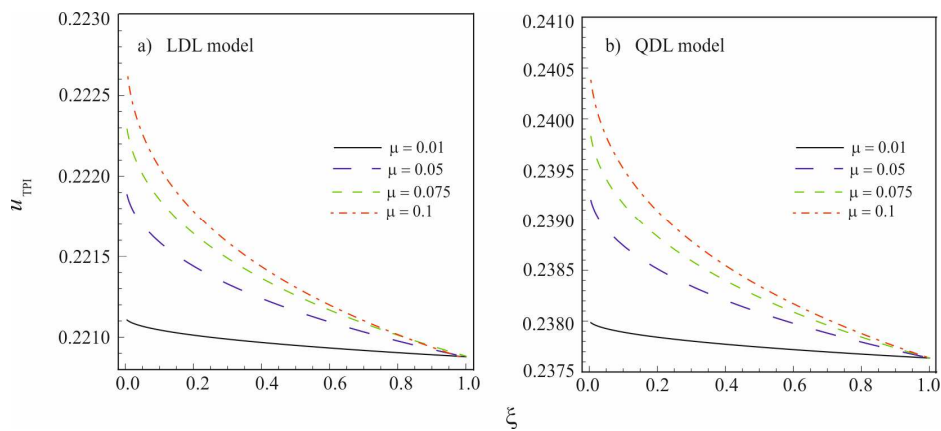 a) LDL model
0.2230
0.2225
0.2220
0.2215
0.2210
u_TPI
μ = 0.01
μ = 0.05
μ = 0.075
μ = 0.1
0.0 0.2 0.4 0.6 0.8 1.0
b) QDL model
0.2410
0.2405
0.2400
0.2395
0.2390
0.2385
0.2380
0.2375
μ = 0.01
μ = 0.05
μ = 0.075
μ = 0.1
0.0 0.2 0.4 0.6 0.8 1.0
ξ